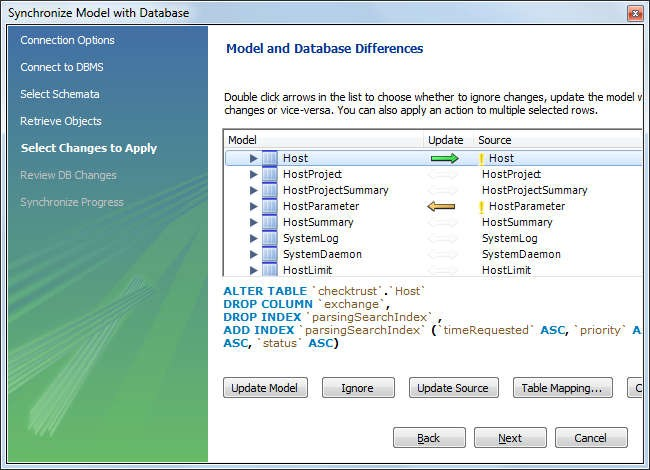 Synchronize Model with Database
Connection Options
Connect to DBMS
Select Schemata
Retrieve Objects
Select Changes to Apply
Review DB Changes
Synchronize Progress
Model and Database Differences
Double click arrows in the list to choose whether to ignore changes, update the model w
changes or vice-versa. You can also apply an action to multiple selected rows.
Model Update Source
Host ! Host
HostProject HostProject
HostProjectSummary HostProjectSummary
HostParameter ! HostParameter
HostSummary HostSummary
SystemLog SystemLog
SystemDaemon SystemDaemon
HostLimit HostLimit
ALTER TABLE `checktrust`.`Host`
DROP COLUMN `exchange`,
DROP INDEX `parsingSearchIndex` ,
ADD INDEX `parsingSearchIndex` (`timeRequested` ASC, `priority` A
ASC, `status` ASC)
Update Model Ignore Update Source Table Mapping...
Back Next Cancel